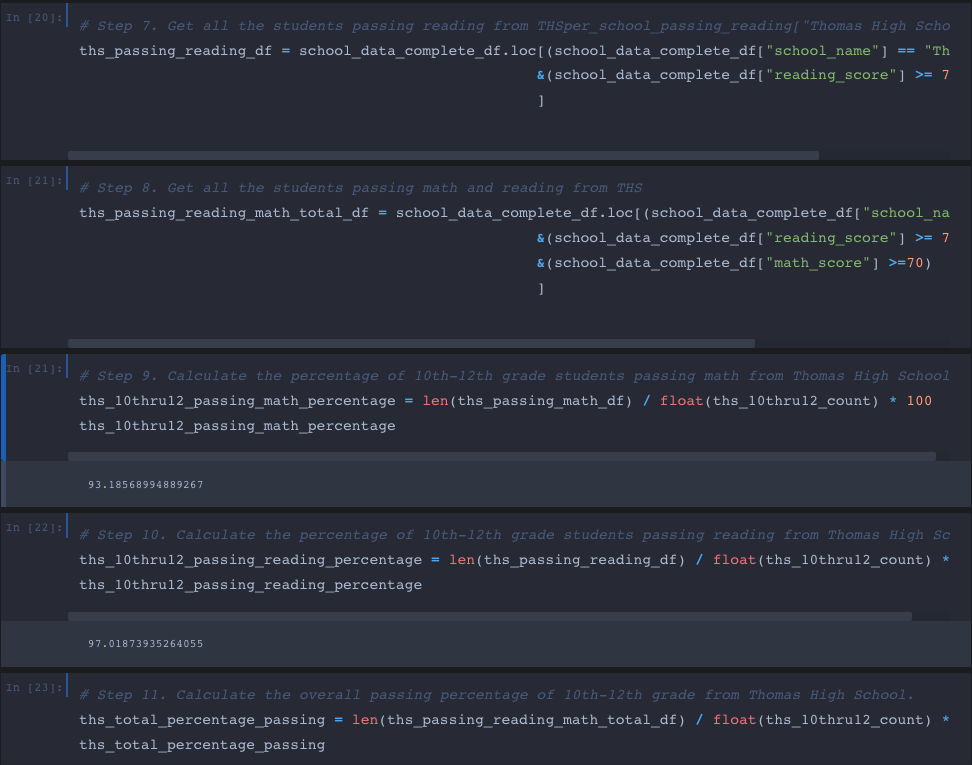 In [20]:
# Step 7. Get all the students passing reading from THSper_school_passing_reading["Thomas High Scho
ths_passing_reading_df = school_data_complete_df.loc[(school_data_complete_df["school_name"] == "Th
&(school_data_complete_df["reading_score"] >= 7
]
In [21]:
# Step 8. Get all the students passing math and reading from THS
ths_passing_reading_math_total_df = school_data_complete_df.loc[(school_data_complete_df["school_na
&(school_data_complete_df["reading_score"] >= 7
&(school_data_complete_df["math_score"] >=70)
]
In [21]:
# Step 9. Calculate the percentage of 10th-12th grade students passing math from Thomas High School
ths_10thru12_passing_math_percentage = len(ths_passing_math_df) / float(ths_10thru12_count) * 100
ths_10thru12_passing_math_percentage
93.18568994889267
In [22]:
# Step 10. Calculate the percentage of 10th-12th grade students passing reading from Thomas High Sc
ths_10thru12_passing_reading_percentage = len(ths_passing_reading_df) / float(ths_10thru12_count) *
ths_10thru12_passing_reading_percentage
97.01873935264055
In [23]:
# Step 11. Calculate the overall passing percentage of 10th-12th grade from Thomas High School.
ths_total_percentage_passing = len(ths_passing_reading_math_total_df) / float(ths_10thru12_count) *
ths_total_percentage_passing